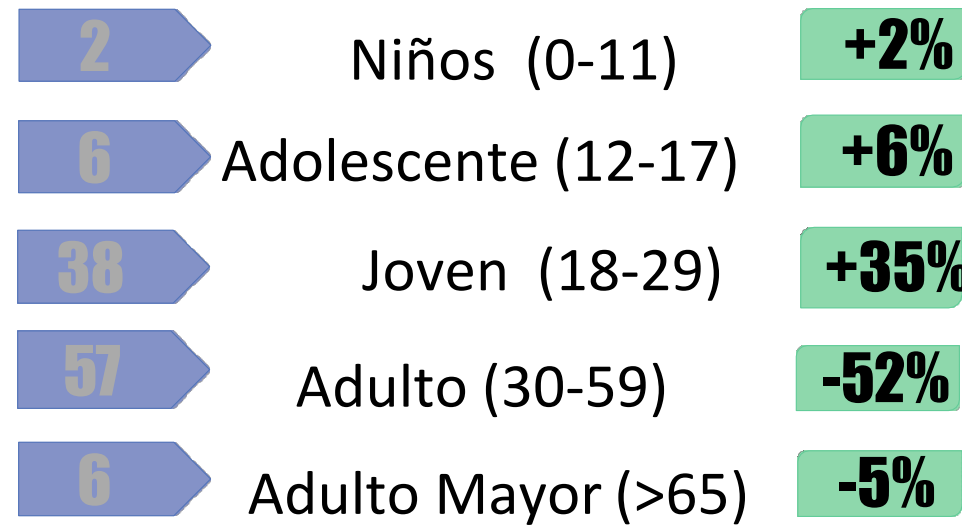 2 Niños (0-11) +2%
6 Adolescente (12-17) +6%
38 Joven (18-29) +35%
57 Adulto (30-59) -52%
6 Adulto Mayor (>65) -5%